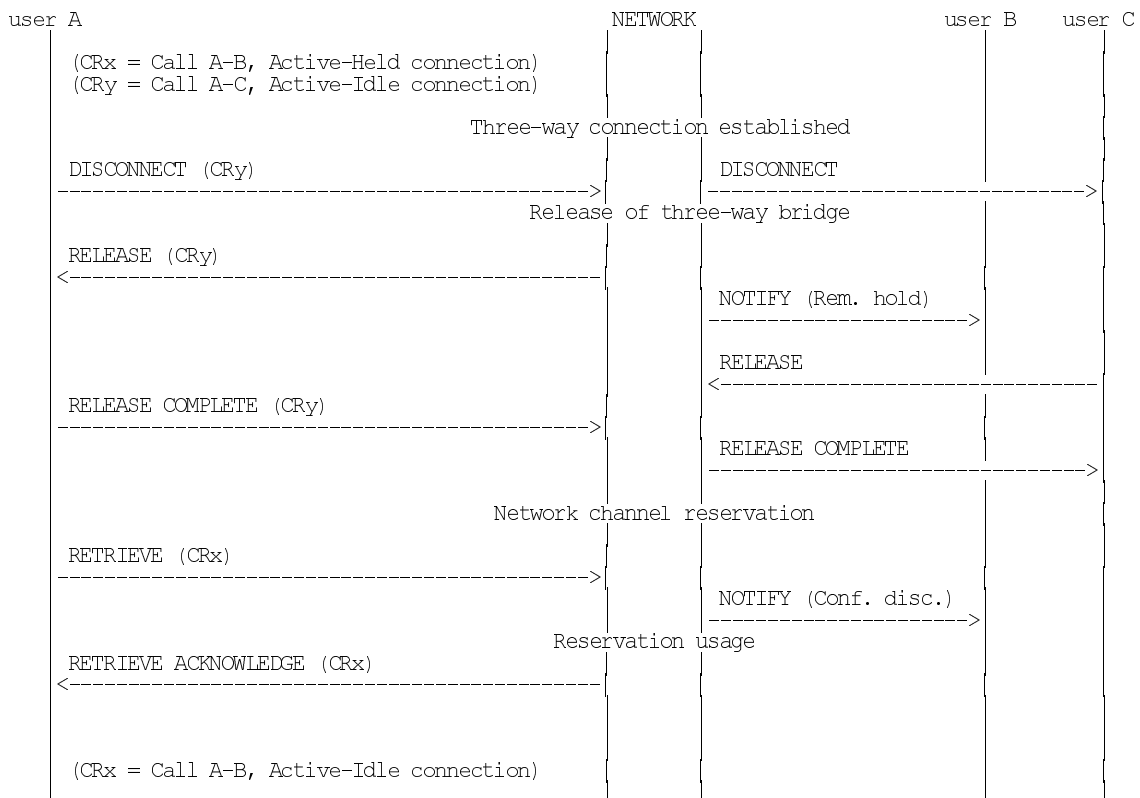 user A NETWORK user B user C
(CRx = Call A-B, Active-Held connection)
(CRy = Call A-C, Active-Idle connection)
Three-way connection established
DISCONNECT (CRy) DISCONNECT
Release of three-way bridge
RELEASE (CRy)
NOTIFY (Rem. hold)
RELEASE
RELEASE COMPLETE (CRy)
RELEASE COMPLETE
Network channel reservation
RETRIEVE (CRx)
NOTIFY (Conf. disc.)
Reservation usage
RETRIEVE ACKNOWLEDGE (CRx)
(CRx = Call A-B, Active-Idle connection)